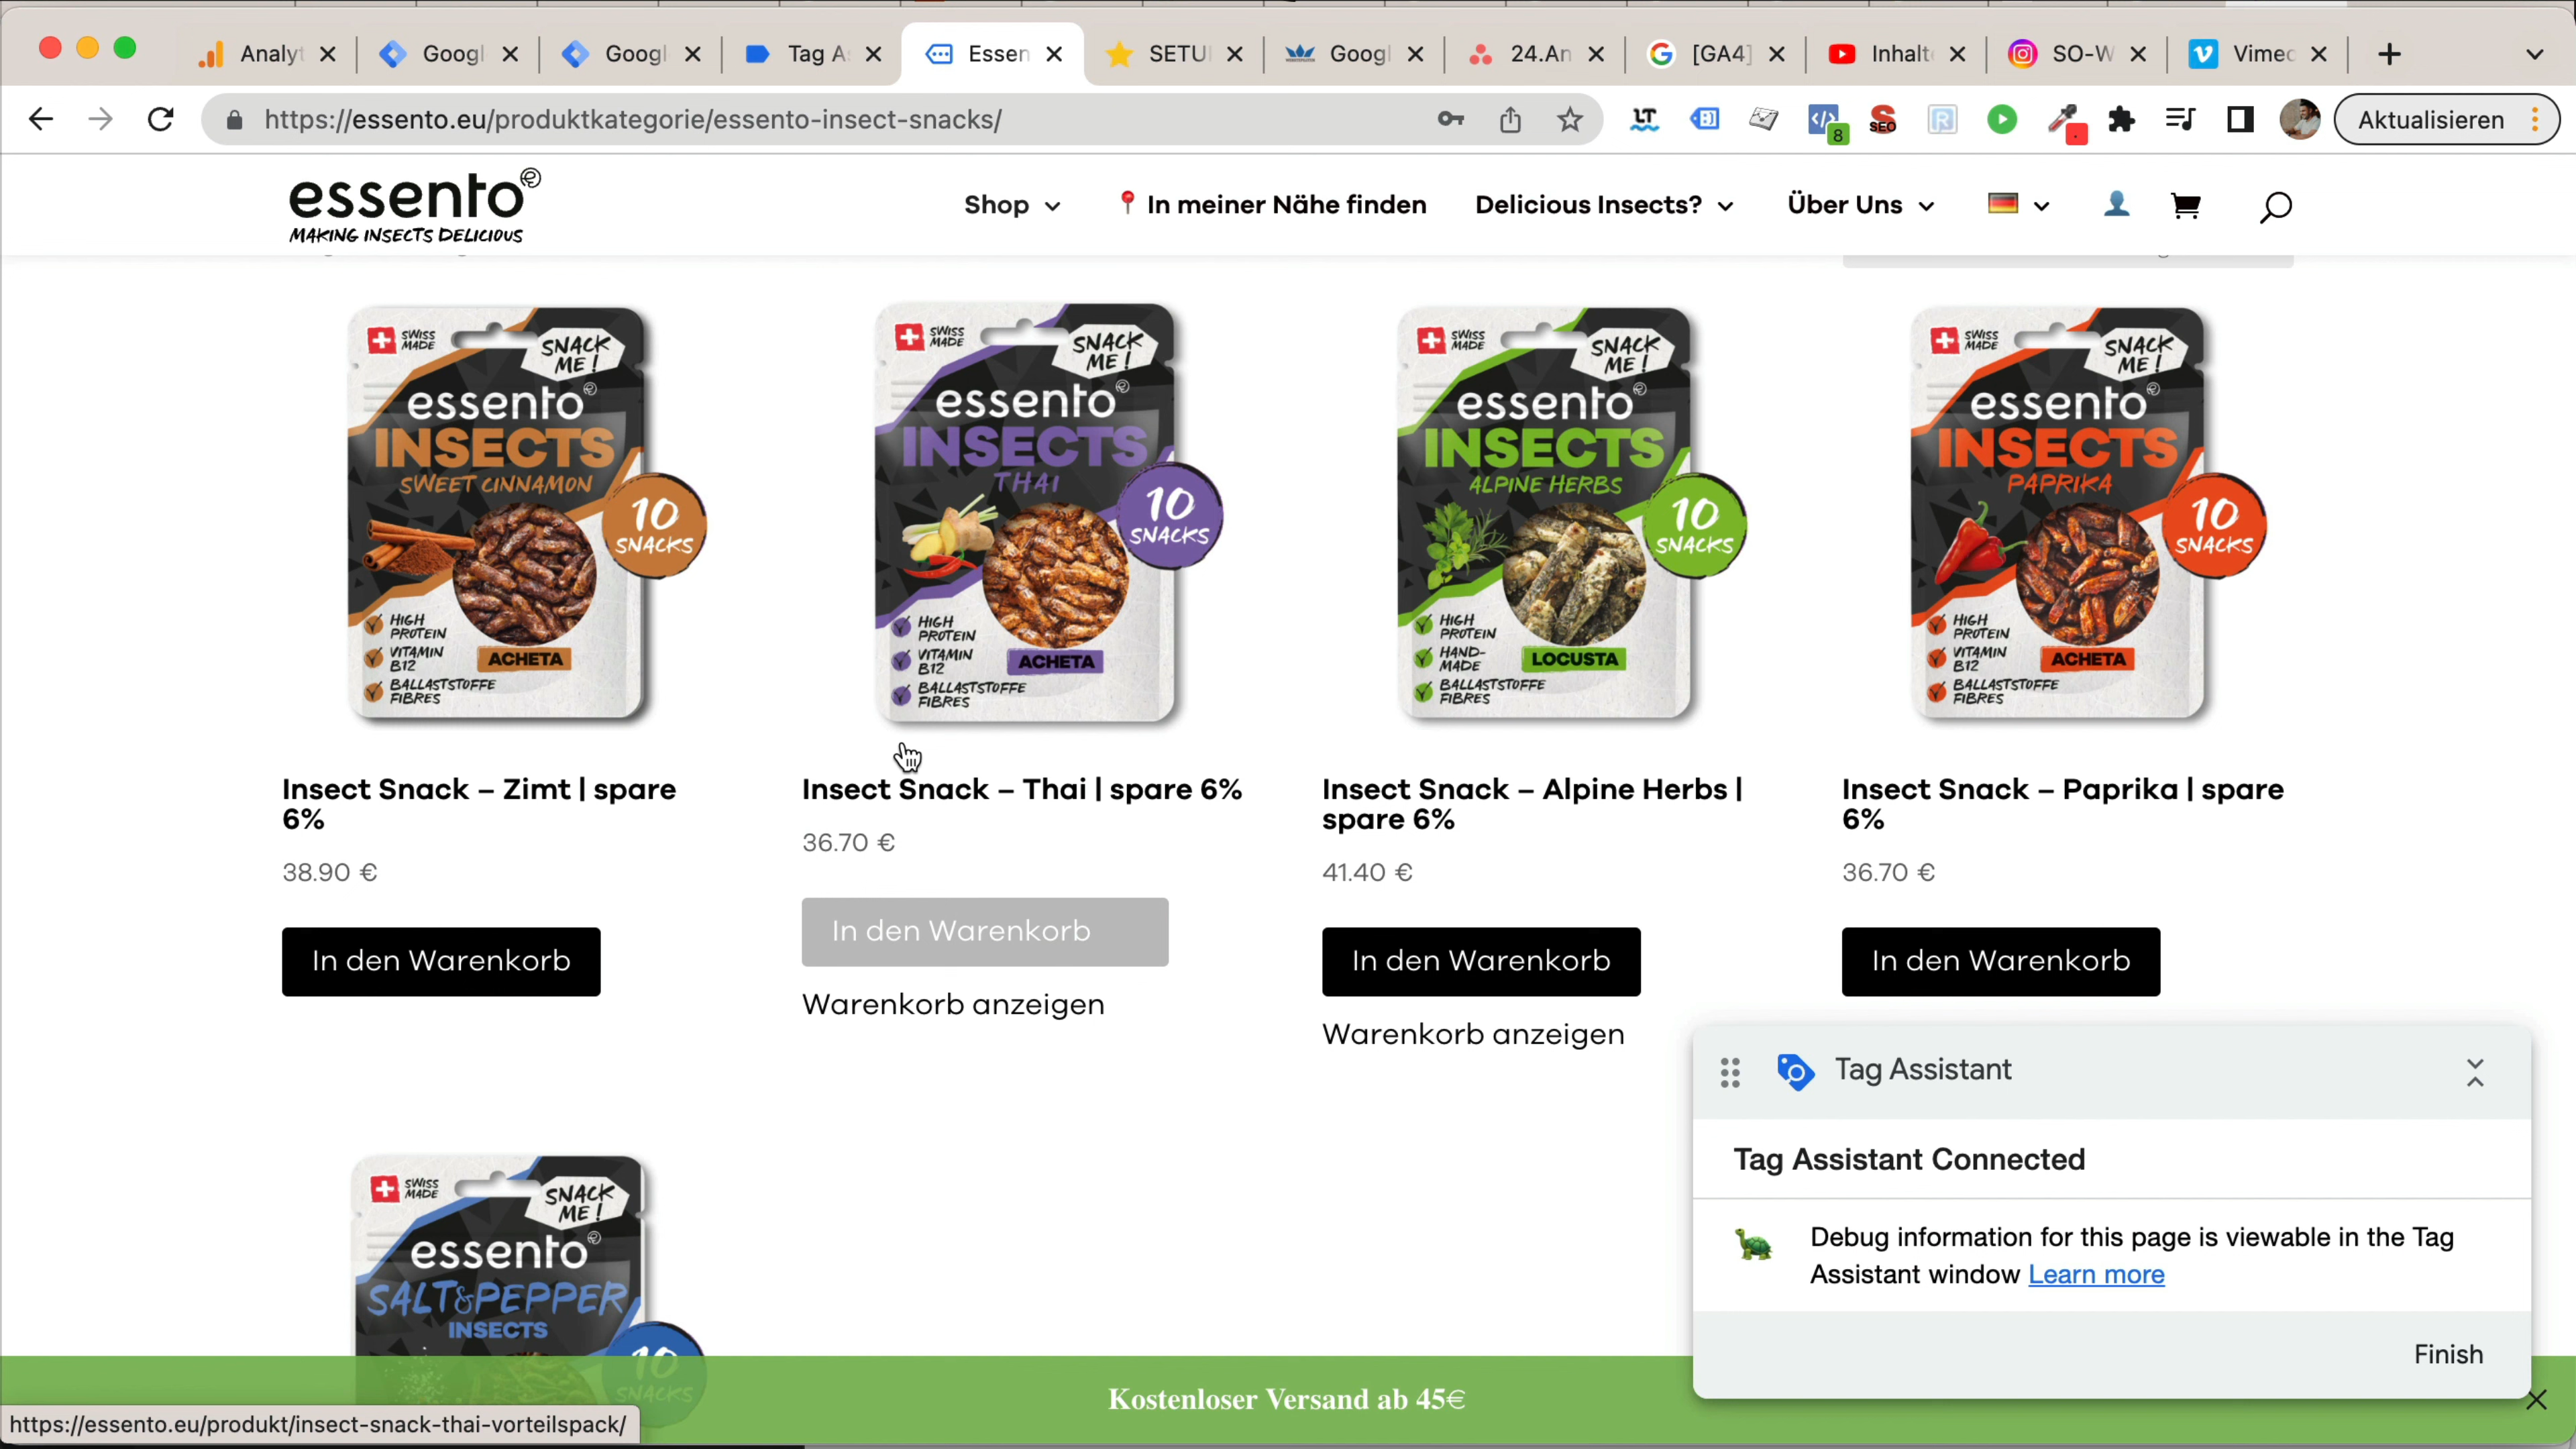 Analyt
Googl
Googl
Tag A
Essen
SETU
Googl
24.An
[GA4]
Inhalt
SO-W
Vimec
https://essento.eu/produktkategorie/essento-insect-snacks/
8
SEO
Aktualisieren
essento
MAKING INSECTS DELICIOUS
Shop
In meiner Nähe finden
Delicious Insects?
Über Uns
SWISS
MADE
SNACK
ME!
essento
INSECTS
SWEET CINNAMON
10
SNACKS
HIGH
PROTEIN
VITAMIN
B12
BALLASTSTOFFE
FIBRES
ACHETA
SWISS
MADE
SNACK
ME!
essento
INSECTS
THAI
10
SNACKS
HIGH
PROTEIN
VITAMIN
B12
BALLASTSTOFFE
FIBRES
ACHETA
SWISS
MADE
SNACK
ME!
essento
INSECTS
ALPINE HERBS
10
SNACKS
HIGH
PROTEIN
HAND-
MADE
BALLASTSTOFFE
FIBRES
LOCUSTA
SWISS
MADE
SNACK
ME!
essento
INSECTS
PAPRIKA
10
SNACKS
HIGH
PROTEIN
VITAMIN
B12
BALLASTSTOFFE
FIBRES
ACHETA
Insect Snack – Zimt | spare
6%
38.90 €
In den Warenkorb
Insect Snack – Thai | spare 6%
36.70 €
In den Warenkorb
Warenkorb anzeigen
Insect Snack – Alpine Herbs |
spare 6%
41.40 €
In den Warenkorb
Warenkorb anzeigen
Insect Snack – Paprika | spare
6%
36.70 €
In den Warenkorb
SWISS
MADE
SNACK
ME!
essento
SALT&PEPPER
INSECTS
10
SNACKS
Tag Assistant
Tag Assistant Connected
Debug information for this page is viewable in the Tag
Assistant window Learn more
Finish
Kostenloser Versand ab 45€
https://essento.eu/produkt/insect-snack-thai-vorteilspack/